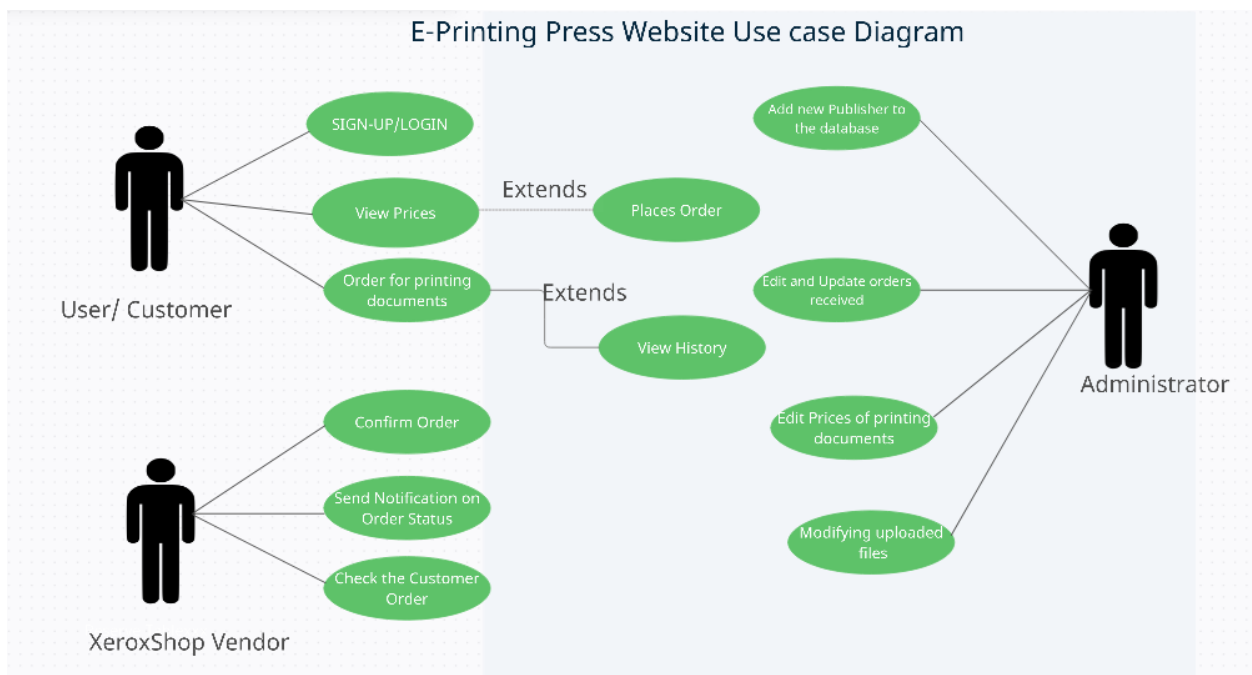 E-Printing Press Website Use case Diagram
SIGN-UP/LOGIN
View Prices
Extends
Places Order
Order for printing
documents
Extends
View History
User/ Customer
Confirm Order
Send Notification on
Order Status
Check the Customer
Order
XeroxShop Vendor
Add new Publisher to
the database
Edit and Update orders
received
Edit Prices of printing
documents
Modifying uploaded
files
Administrator